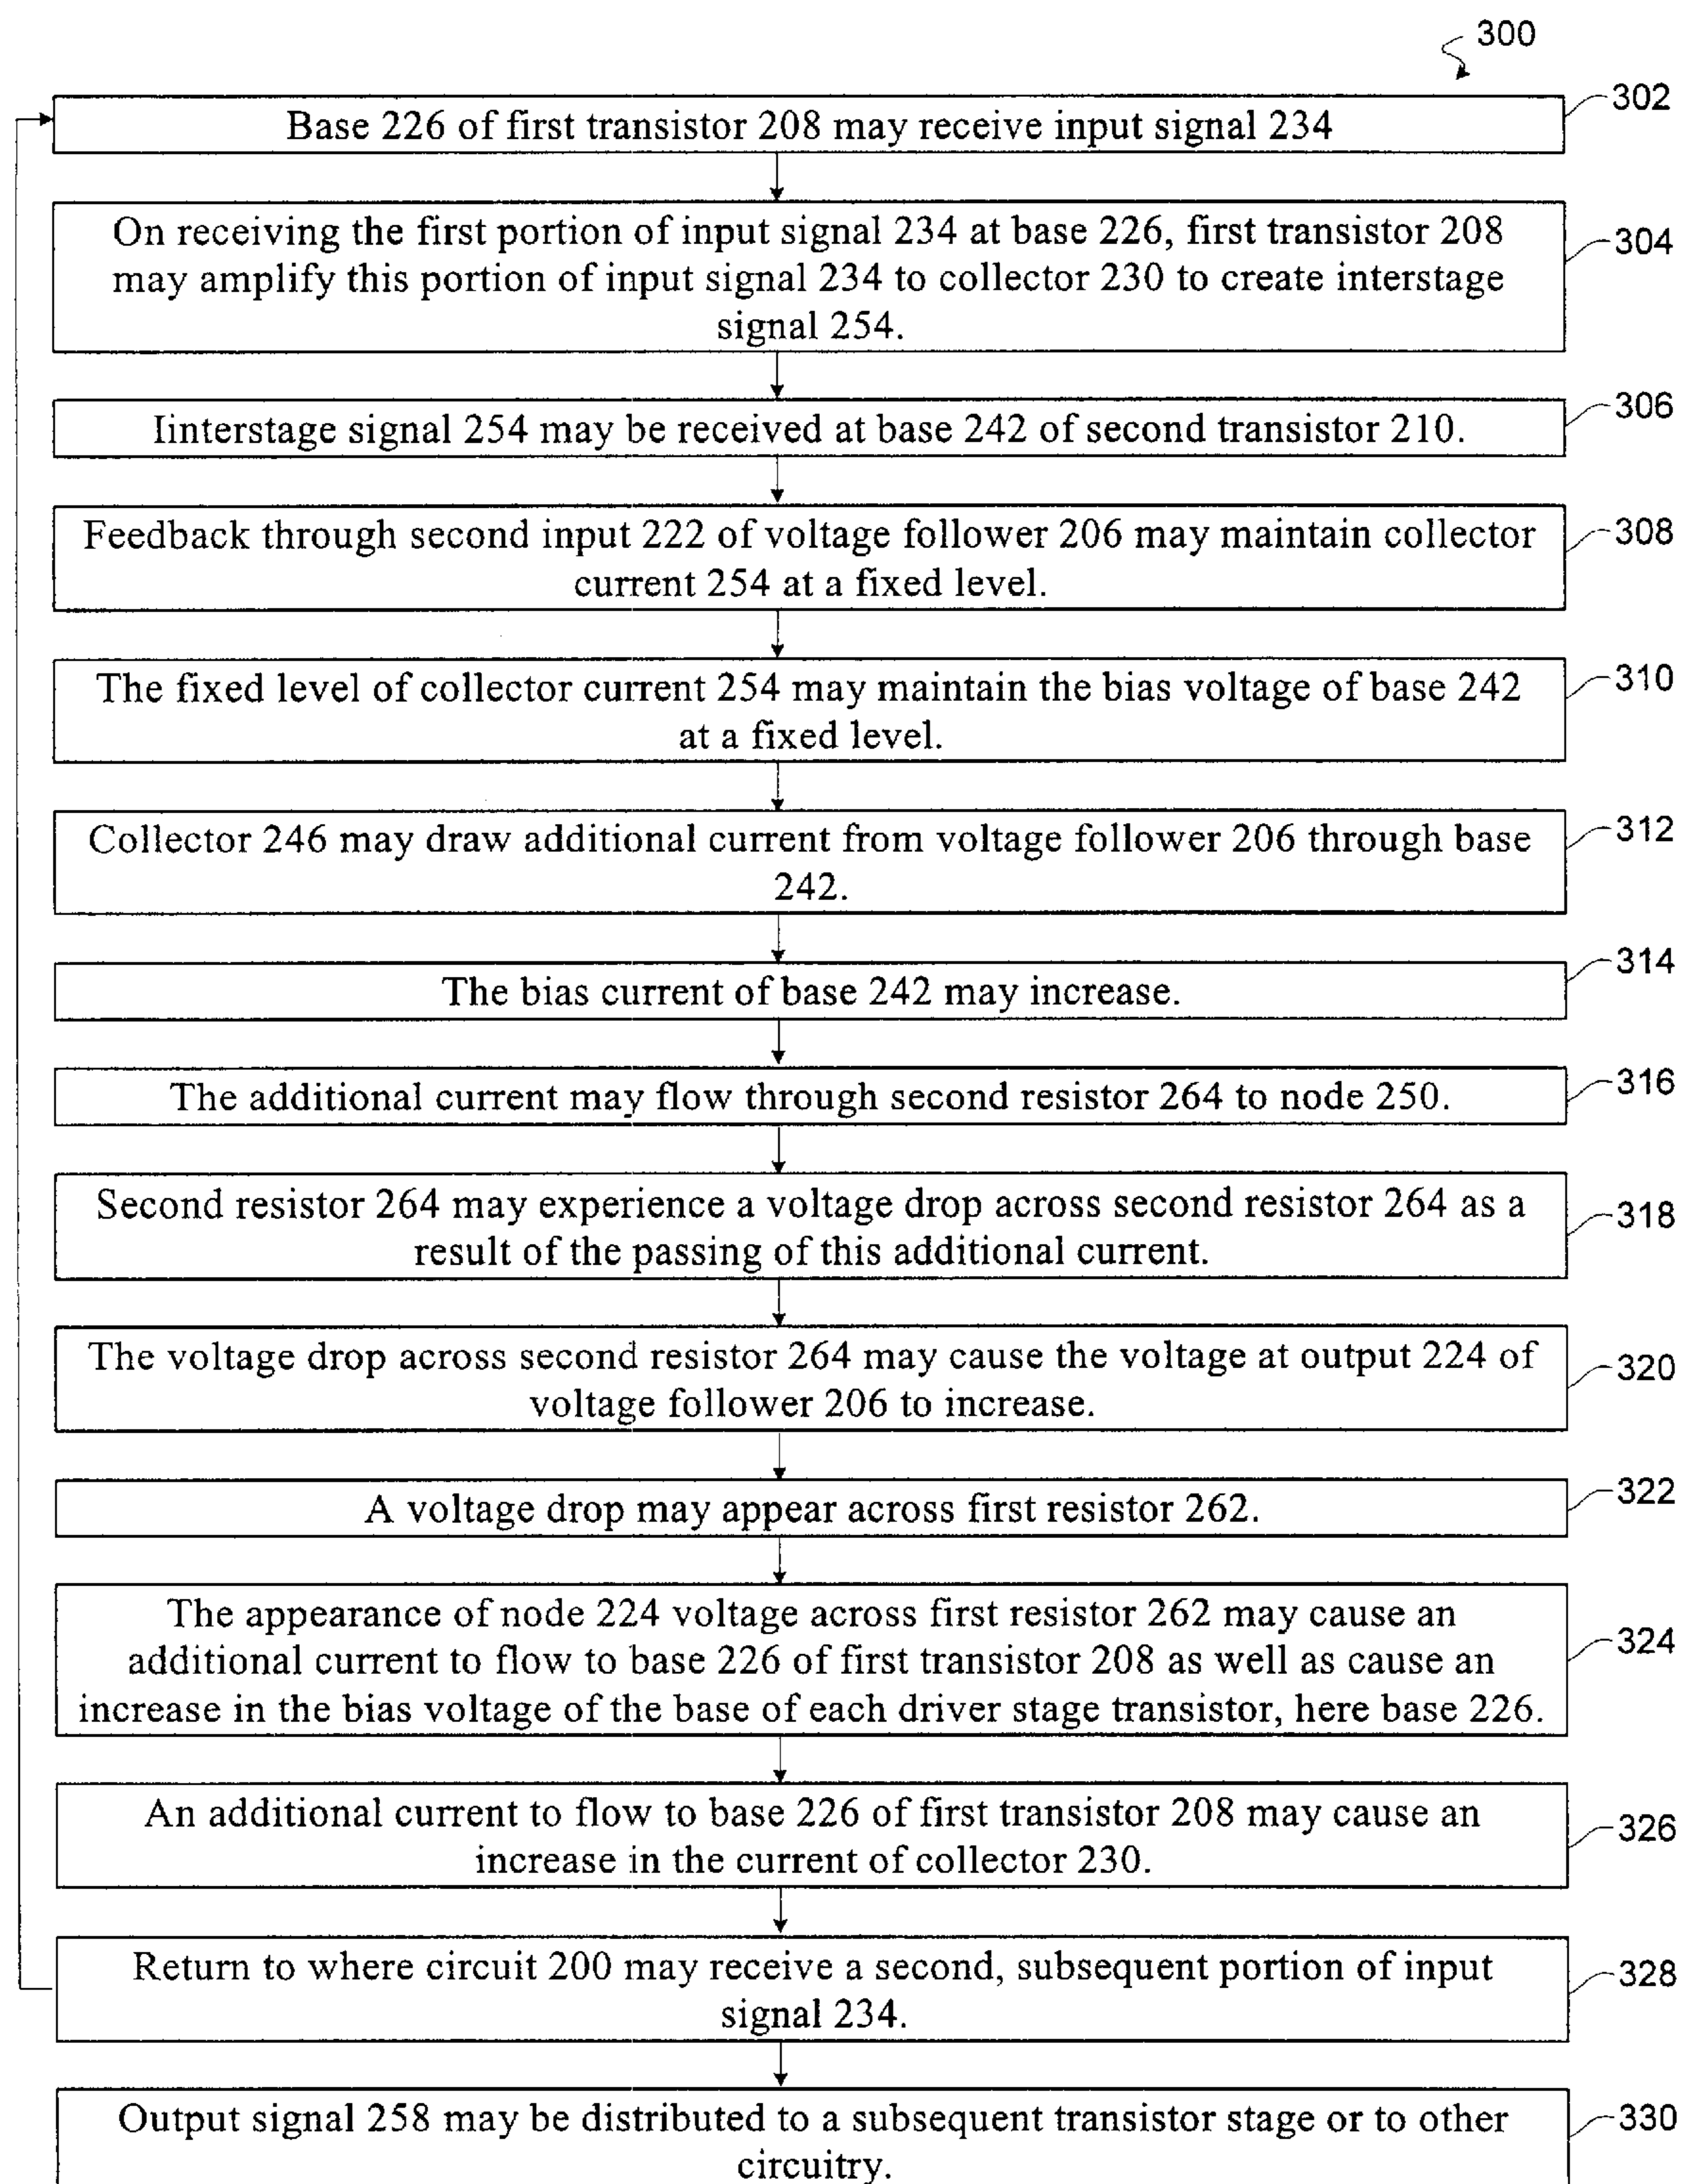 300
302
Base 226 of first transistor 208 may receive input signal 234
304
On receiving the first portion of input signal 234 at base 226, first transistor 208
may amplify this portion of input signal 234 to collector 230 to create interstage
signal 254.
306
Iinterstage signal 254 may be received at base 242 of second transistor 210.
308
Feedback through second input 222 of voltage follower 206 may maintain collector
current 254 at a fixed level.
310
The fixed level of collector current 254 may maintain the bias voltage of base 242
at a fixed level.
312
Collector 246 may draw additional current from voltage follower 206 through base
242.
314
The bias current of base 242 may increase.
316
The additional current may flow through second resistor 264 to node 250.
318
Second resistor 264 may experience a voltage drop across second resistor 264 as a
result of the passing of this additional current.
320
The voltage drop across second resistor 264 may cause the voltage at output 224 of
voltage follower 206 to increase.
322
A voltage drop may appear across first resistor 262.
324
The appearance of node 224 voltage across first resistor 262 may cause an
additional current to flow to base 226 of first transistor 208 as well as cause an
increase in the bias voltage of the base of each driver stage transistor, here base 226.
326
An additional current to flow to base 226 of first transistor 208 may cause an
increase in the current of collector 230.
328
Return to where circuit 200 may receive a second, subsequent portion of input
signal 234.
330
Output signal 258 may be distributed to a subsequent transistor stage or to other
circuitry.